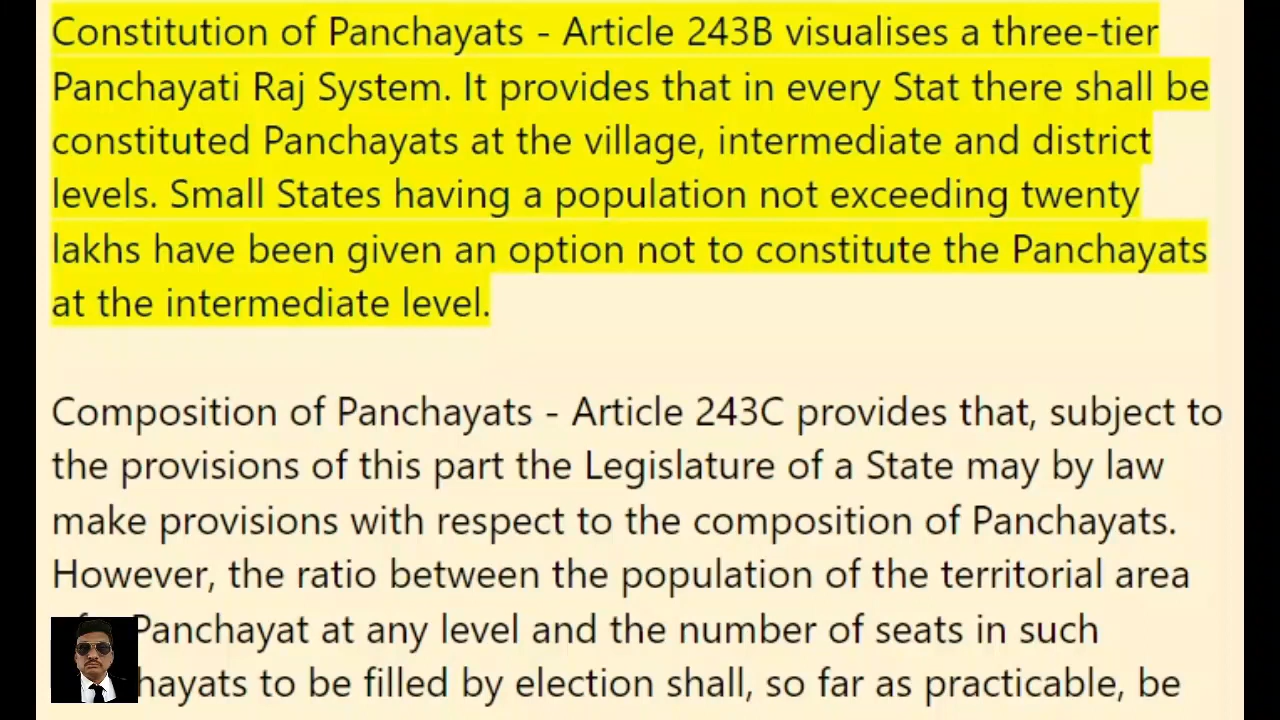 Constitution of Panchayats - Article 243B visualises a three-tier
Panchayati Raj System. It provides that in every Stat there shall be
constituted Panchayats at the village, intermediate and district
levels. Small States having a population not exceeding twenty
lakhs have been given an option not to constitute the Panchayats
at the intermediate level.
Composition of Panchayats - Article 243C provides that, subject to
the provisions of this part the Legislature of a State may by law
make provisions with respect to the composition of Panchayats.
However, the ratio between the population of the territorial area
Panchayat at any level and the number of seats in such
hayats to be filled by election shall, so far as practicable, be